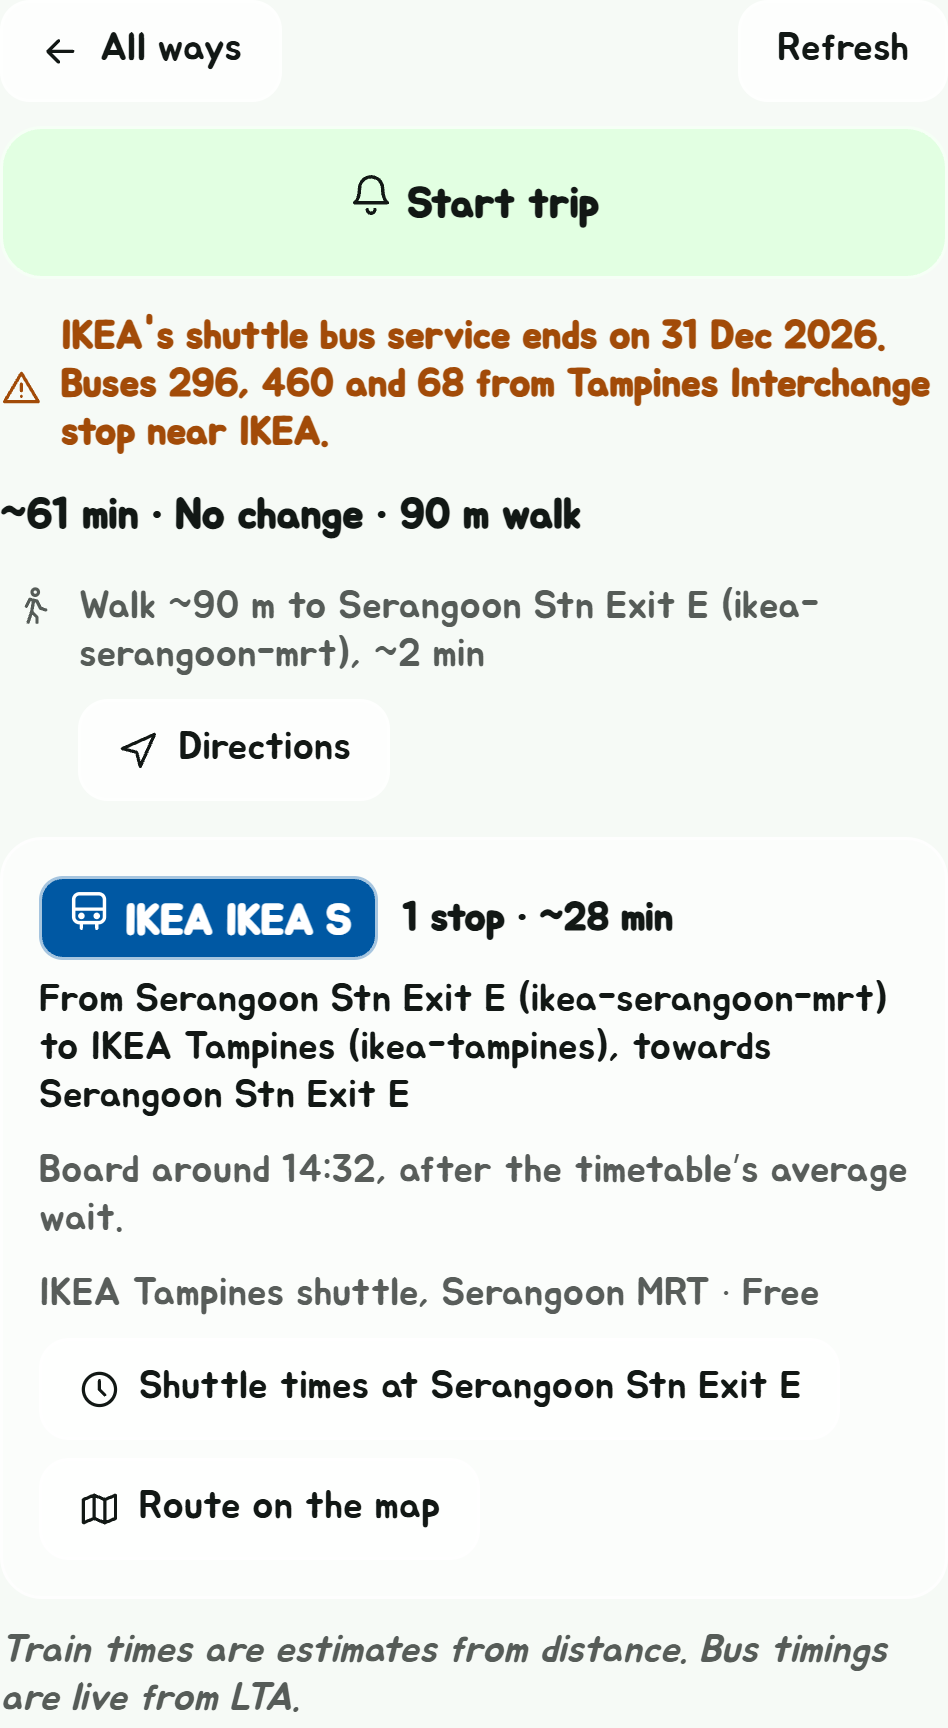 All ways
Refresh
Start trip
IKEA's shuttle bus service ends on 31 Dec 2026.
Buses 296, 460 and 68 from Tampines Interchange
stop near IKEA.
~61 min · No change · 90 m walk
Walk ~90 m to Serangoon Stn Exit E (ikea-
serangoon-mrt), ~2 min
Directions
IKEA IKEA S
1 stop · ~28 min
From Serangoon Stn Exit E (ikea-serangoon-mrt)
to IKEA Tampines (ikea-tampines), towards
Serangoon Stn Exit E
Board around 14:32, after the timetable's average
wait.
IKEA Tampines shuttle, Serangoon MRT · Free
Shuttle times at Serangoon Stn Exit E
Route on the map
Train times are estimates from distance. Bus timings
are live from LTA.